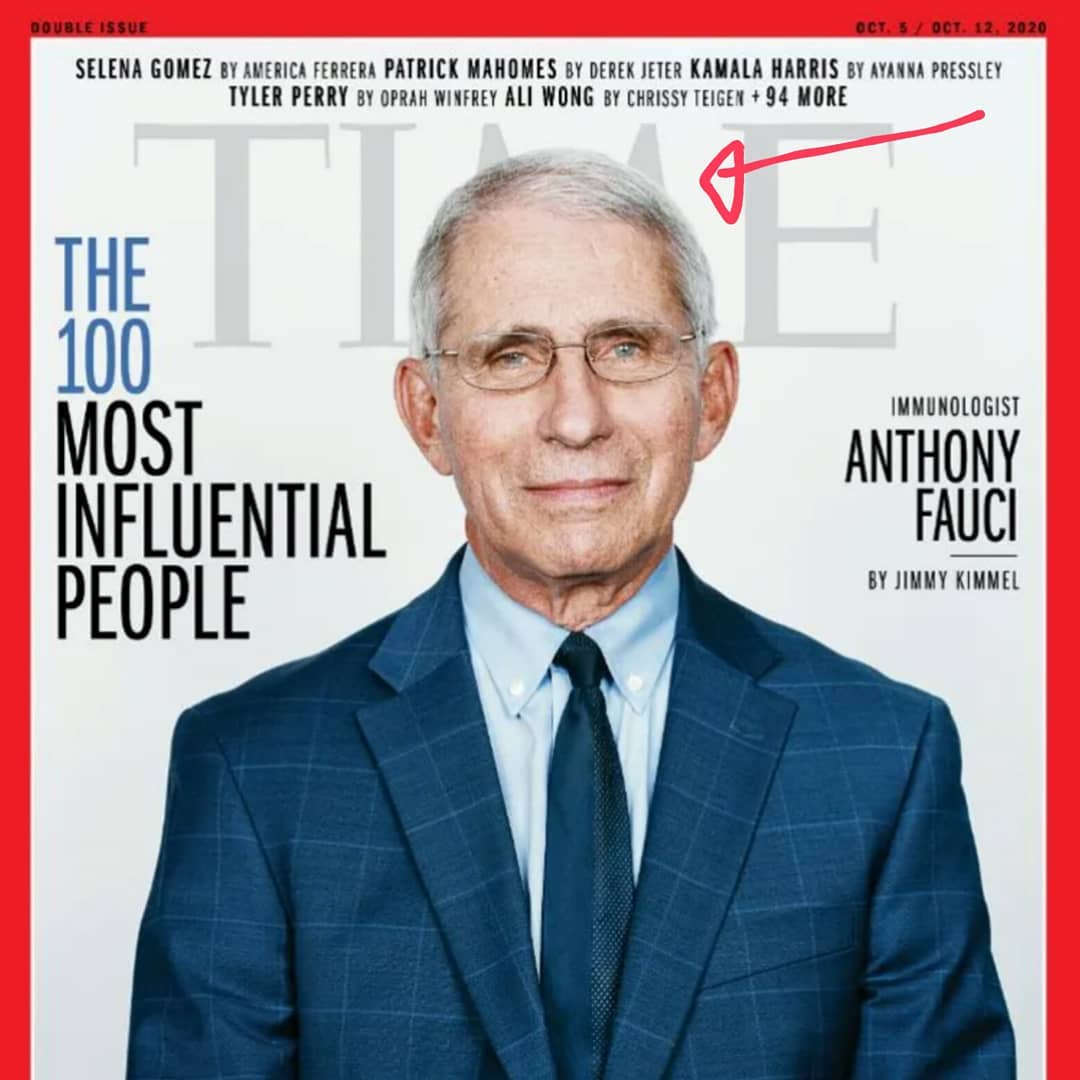 DOUBLE ISSUE
OCT. 5 / OCT. 12, 2020
SELENA GOMEZ BY AMERICA FERRERA PATRICK MAHOMES BY DEREK JETER KAMALA HARRIS BY AYANNA PRESSLEY
TYLER PERRY BY OPRAH WINFREY ALI WONG BY CHRISSY TEIGEN + 94 MORE
TIME
THE
100
MOST
INFLUENTIAL
PEOPLE
IMMUNOLOGIST
ANTHONY
FAUCI
BY JIMMY KIMMEL